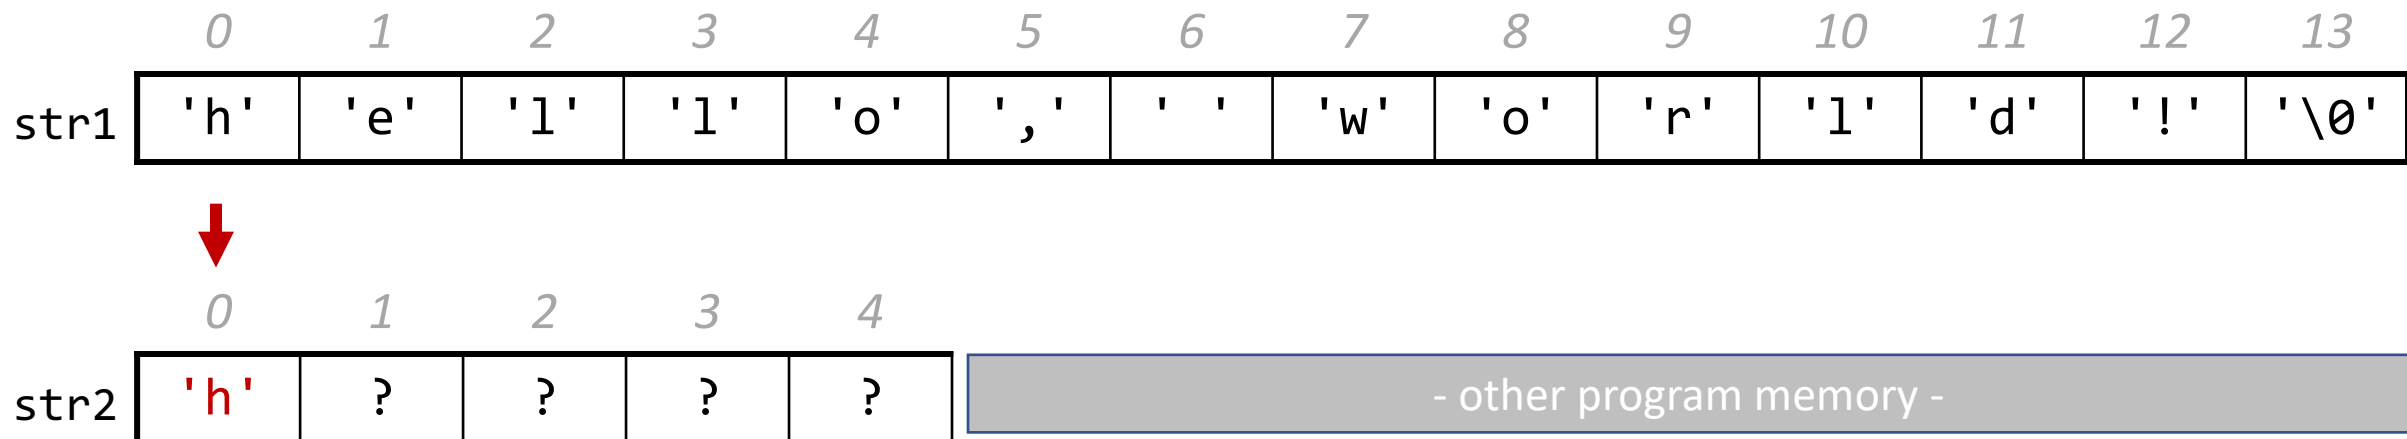 0 1 2 3 4 5 6 7 8 9 10 11 12 13
str1 'h' 'e' 'l' 'l' 'o' ',' ' ' 'w' 'o' 'r' 'l' 'd' '!' '\0'
0 1 2 3 4
str2 'h' ? ? ? ? - other program memory -